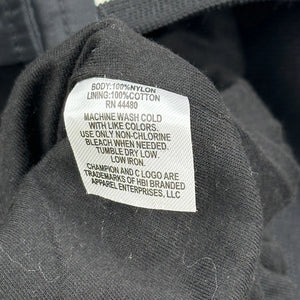 BODY:100%NYLON
LINING:100%COTTON
RN 44480
MACHINE WASH COLD
WITH LIKE COLORS.
USE ONLY NON-CHLORINE
BLEACH WHEN NEEDED.
TUMBLE DRY LOW.
LOW IRON.
CHAMPION AND C LOGO ARE
TRADEMARKS OF HBI BRANDED
APPAREL ENTERPRISES, LLC